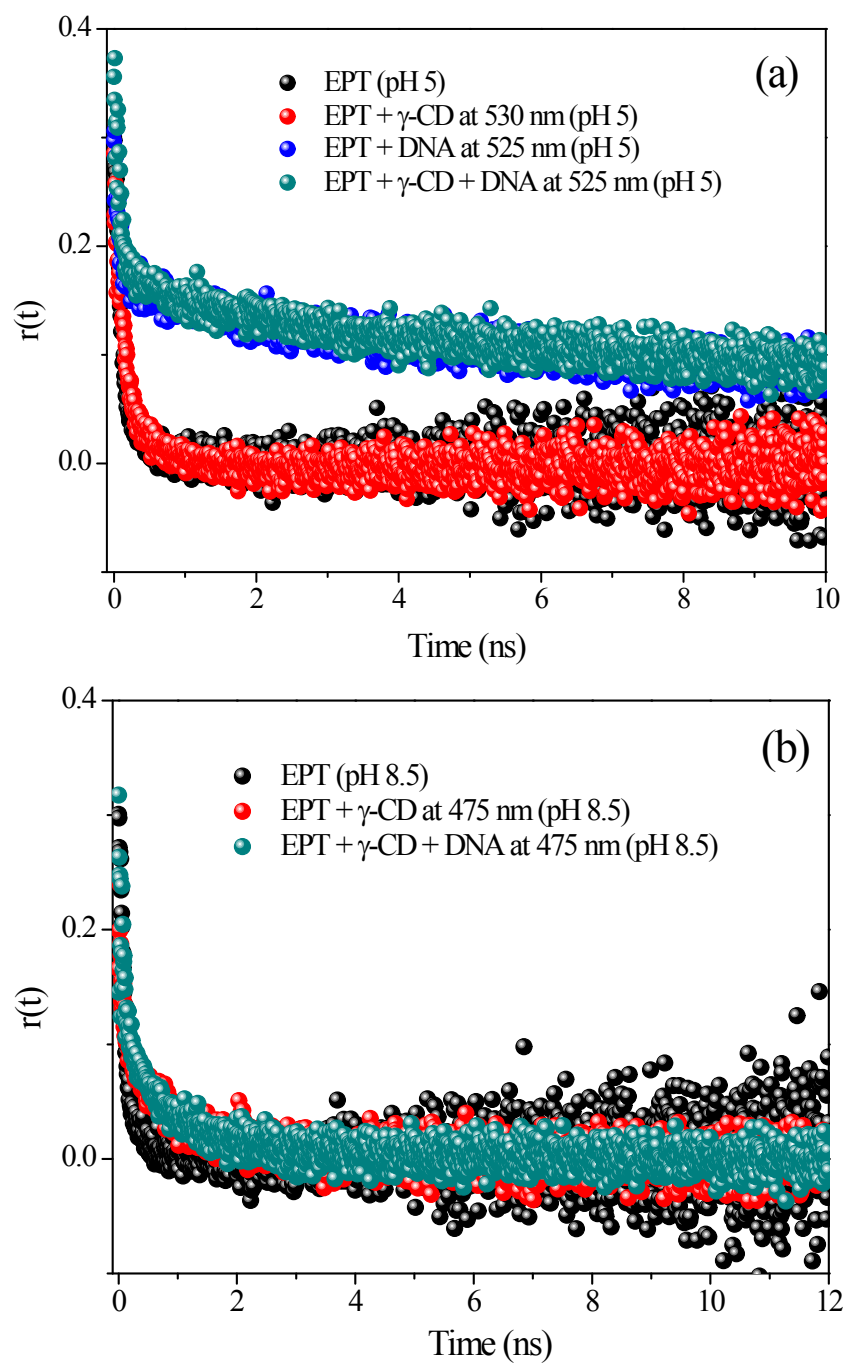 0.4
(a)
EPT (pH 5)
EPT + γ-CD at 530 nm (pH 5)
EPT + DNA at 525 nm (pH 5)
EPT + γ-CD + DNA at 525 nm (pH 5)
0.2
r(t)
0.0
0 2 4 6 8 10
Time (ns)
0.4
(b)
EPT (pH 8.5)
EPT + γ-CD at 475 nm (pH 8.5)
EPT + γ-CD + DNA at 475 nm (pH 8.5)
0.2
r(t)
0.0
0 2 4 6 8 10 12
Time (ns)